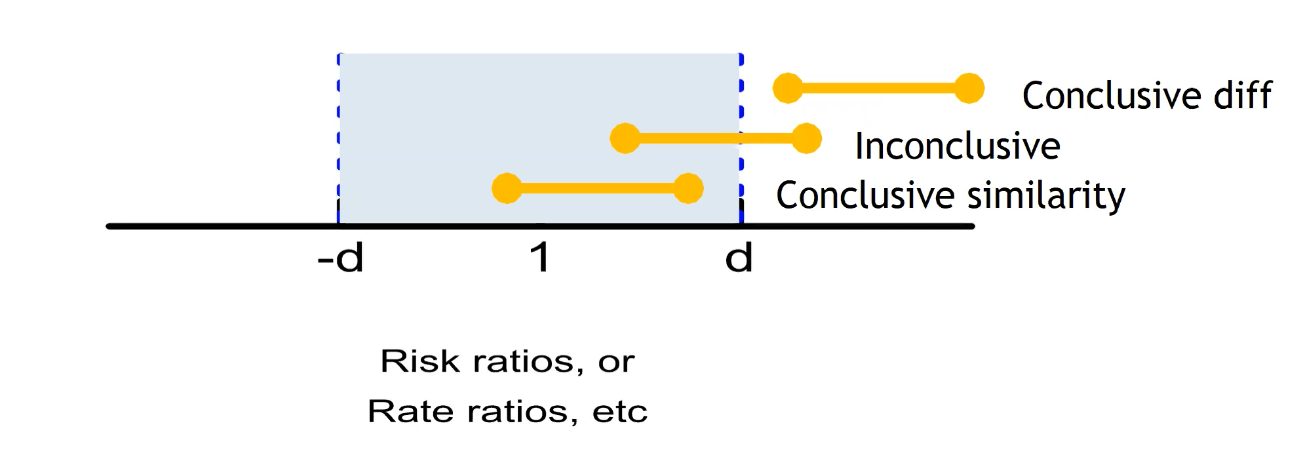 Conclusive diff
Inconclusive
Conclusive similarity
-d 1 d
Risk ratios, or
Rate ratios, etc